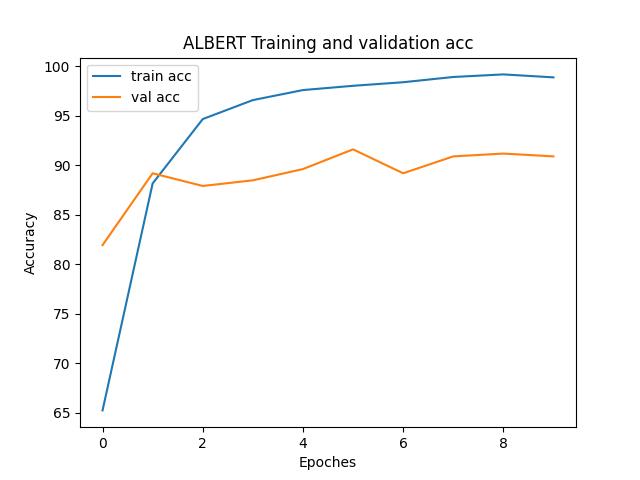 ALBERT Training and validation acc
train acc
val acc
Accuracy
100
95
90
85
80
75
70
65
0 2 4 6 8
Epoches